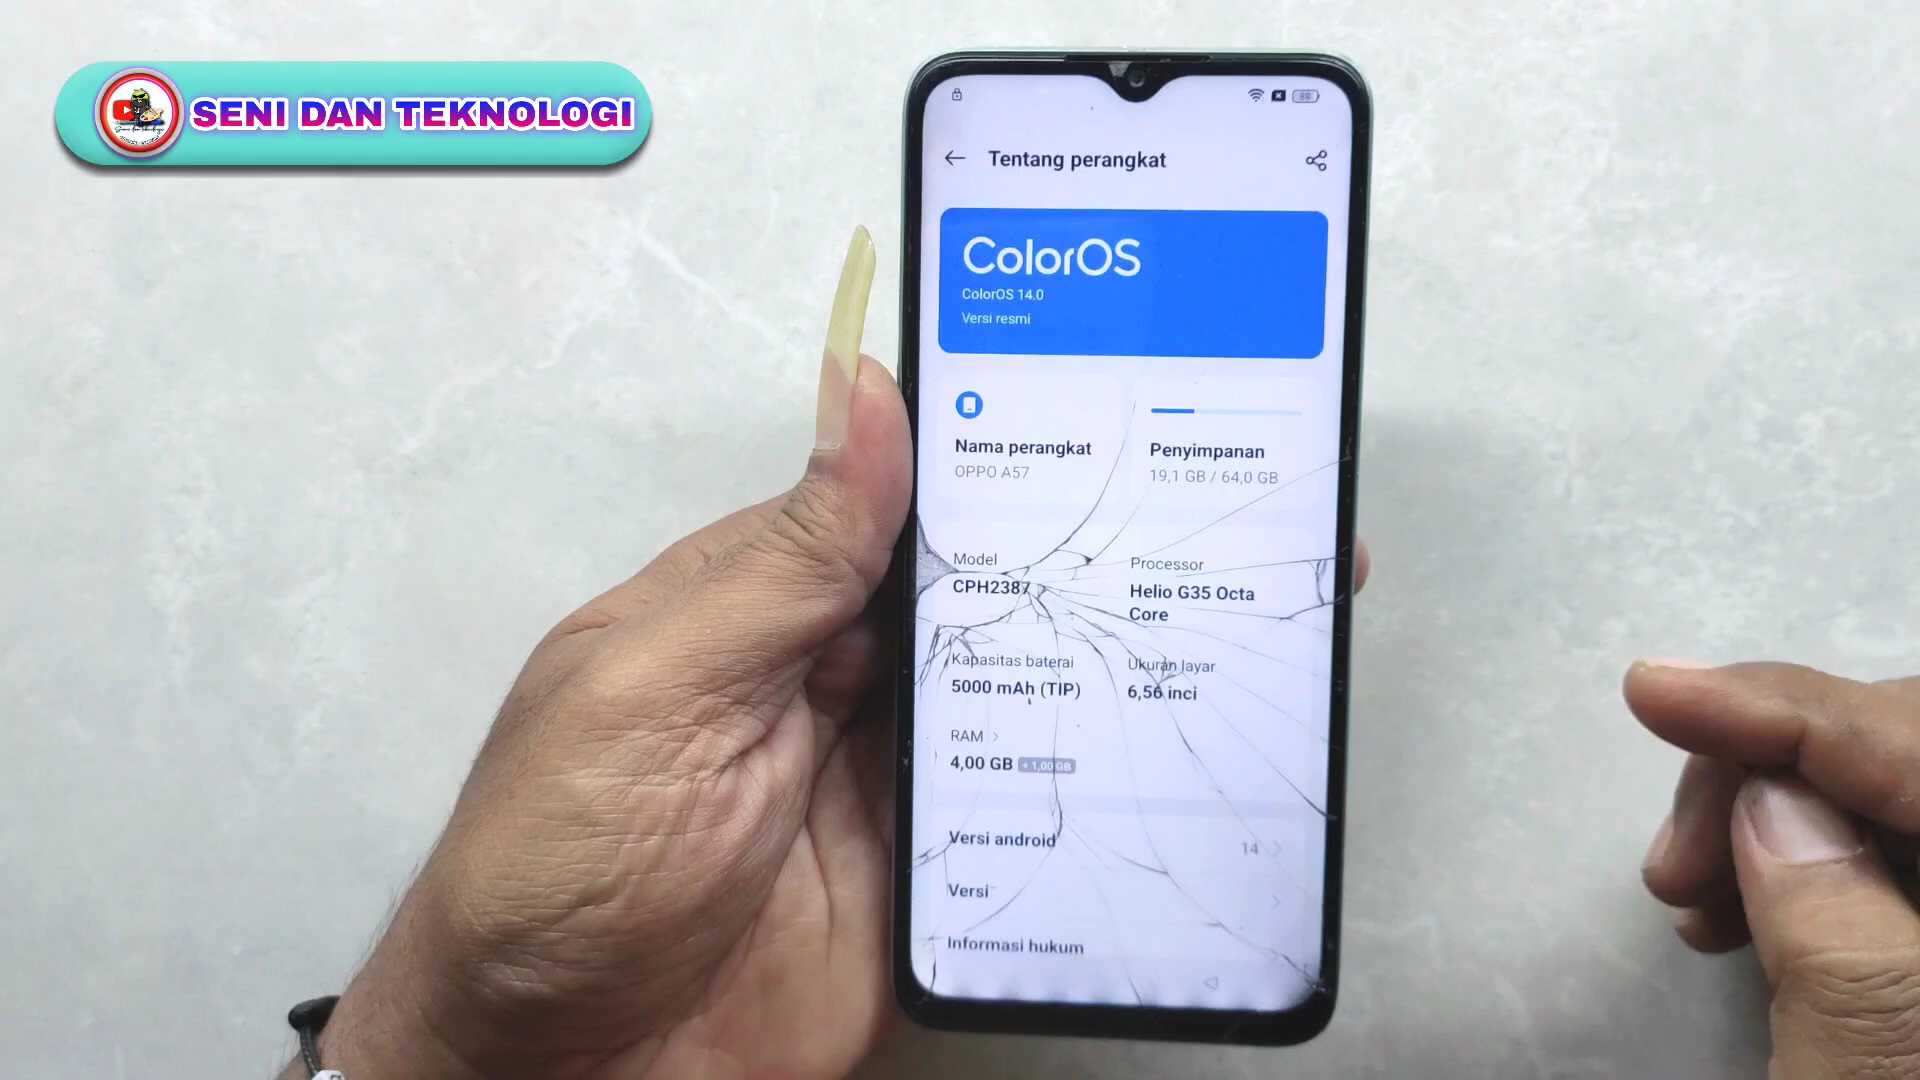 SENI DAN TEKNOLOGI
88
Tentang perangkat
ColorOS
ColorOS 14.0
Versi resmi
Nama perangkat
OPPO A57
Penyimpanan
19,1 GB / 64,0 GB
Model
CPH2387
Processor
Helio G35 Octa
Core
Kapasitas baterai
5000 mAh (TIP)
Ukuran layar
6,56 inci
RAM >
4,00 GB + 1,00 GB
Versi android 14 >
Versi >
Informasi hukum